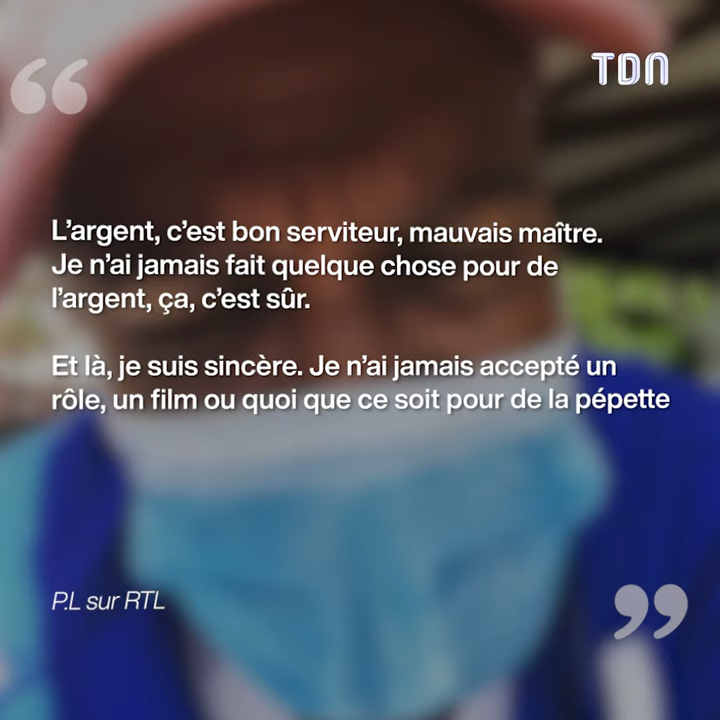 TDN
L’argent, c’est bon serviteur, mauvais maître.
Je n’ai jamais fait quelque chose pour de
l’argent, ça, c’est sûr.
Et là, je suis sincère. Je n’ai jamais accepté un
rôle, un film ou quoi que ce soit pour de la pépette
P.L sur RTL